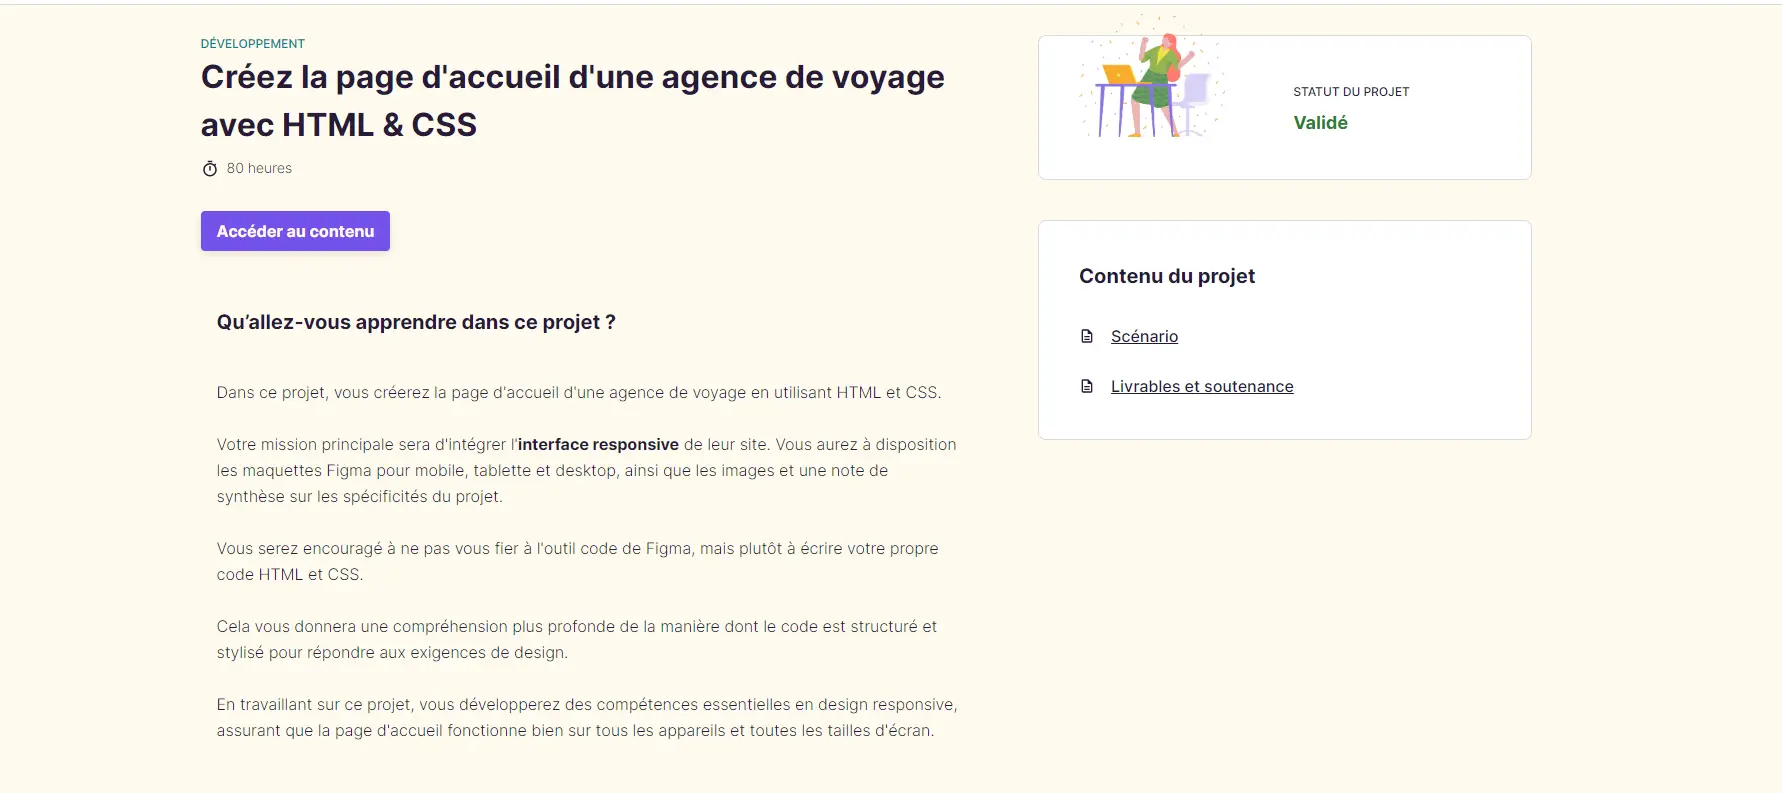 DÉVELOPPEMENT
Créez la page d'accueil d'une agence de voyage
avec HTML & CSS
80 heures
Accéder au contenu
Qu’allez-vous apprendre dans ce projet ?
Dans ce projet, vous créerez la page d'accueil d'une agence de voyage en utilisant HTML et CSS.
Votre mission principale sera d'intégrer l'interface responsive de leur site. Vous aurez à disposition
les maquettes Figma pour mobile, tablette et desktop, ainsi que les images et une note de
synthèse sur les spécificités du projet.
Vous serez encouragé à ne pas vous fier à l'outil code de Figma, mais plutôt à écrire votre propre
code HTML et CSS.
Cela vous donnera une compréhension plus profonde de la manière dont le code est structuré et
stylisé pour répondre aux exigences de design.
En travaillant sur ce projet, vous développerez des compétences essentielles en design responsive,
assurant que la page d'accueil fonctionne bien sur tous les appareils et toutes les tailles d'écran.
STATUT DU PROJET
Validé
Contenu du projet
Scénario
Livrables et soutenance